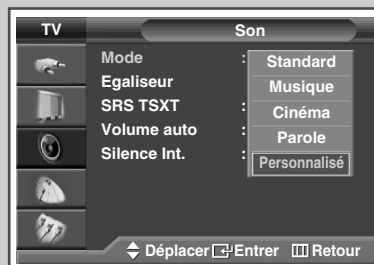 TV
Son
Mode :
Egaliseur
SRS TSXT :
Volume auto :
Silence Int. :
Standard
Musique
Cinéma
Parole
Personnalisé
Déplacer Entrer Retour